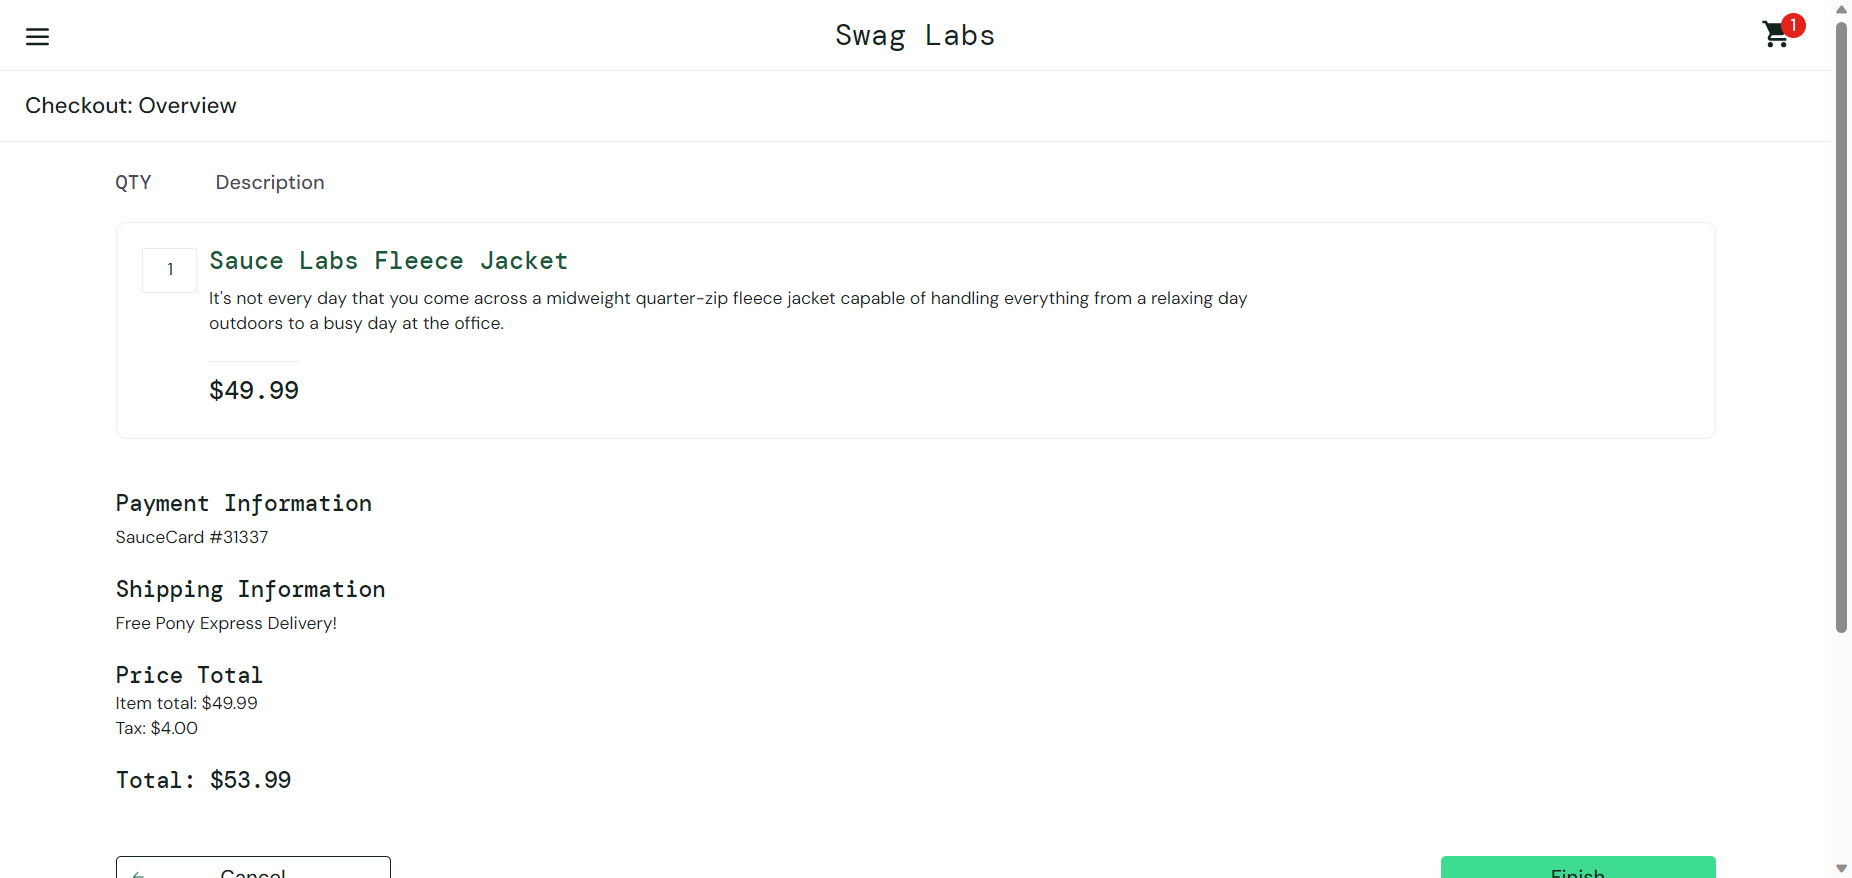 Swag Labs
1
Checkout: Overview
QTY
Description
1
Sauce Labs Fleece Jacket
It's not every day that you come across a midweight quarter-zip fleece jacket capable of handling everything from a relaxing day
outdoors to a busy day at the office.
$49.99
Payment Information
SauceCard #31337
Shipping Information
Free Pony Express Delivery!
Price Total
Item total: $49.99
Tax: $4.00
Total: $53.99
Cancel
Finish